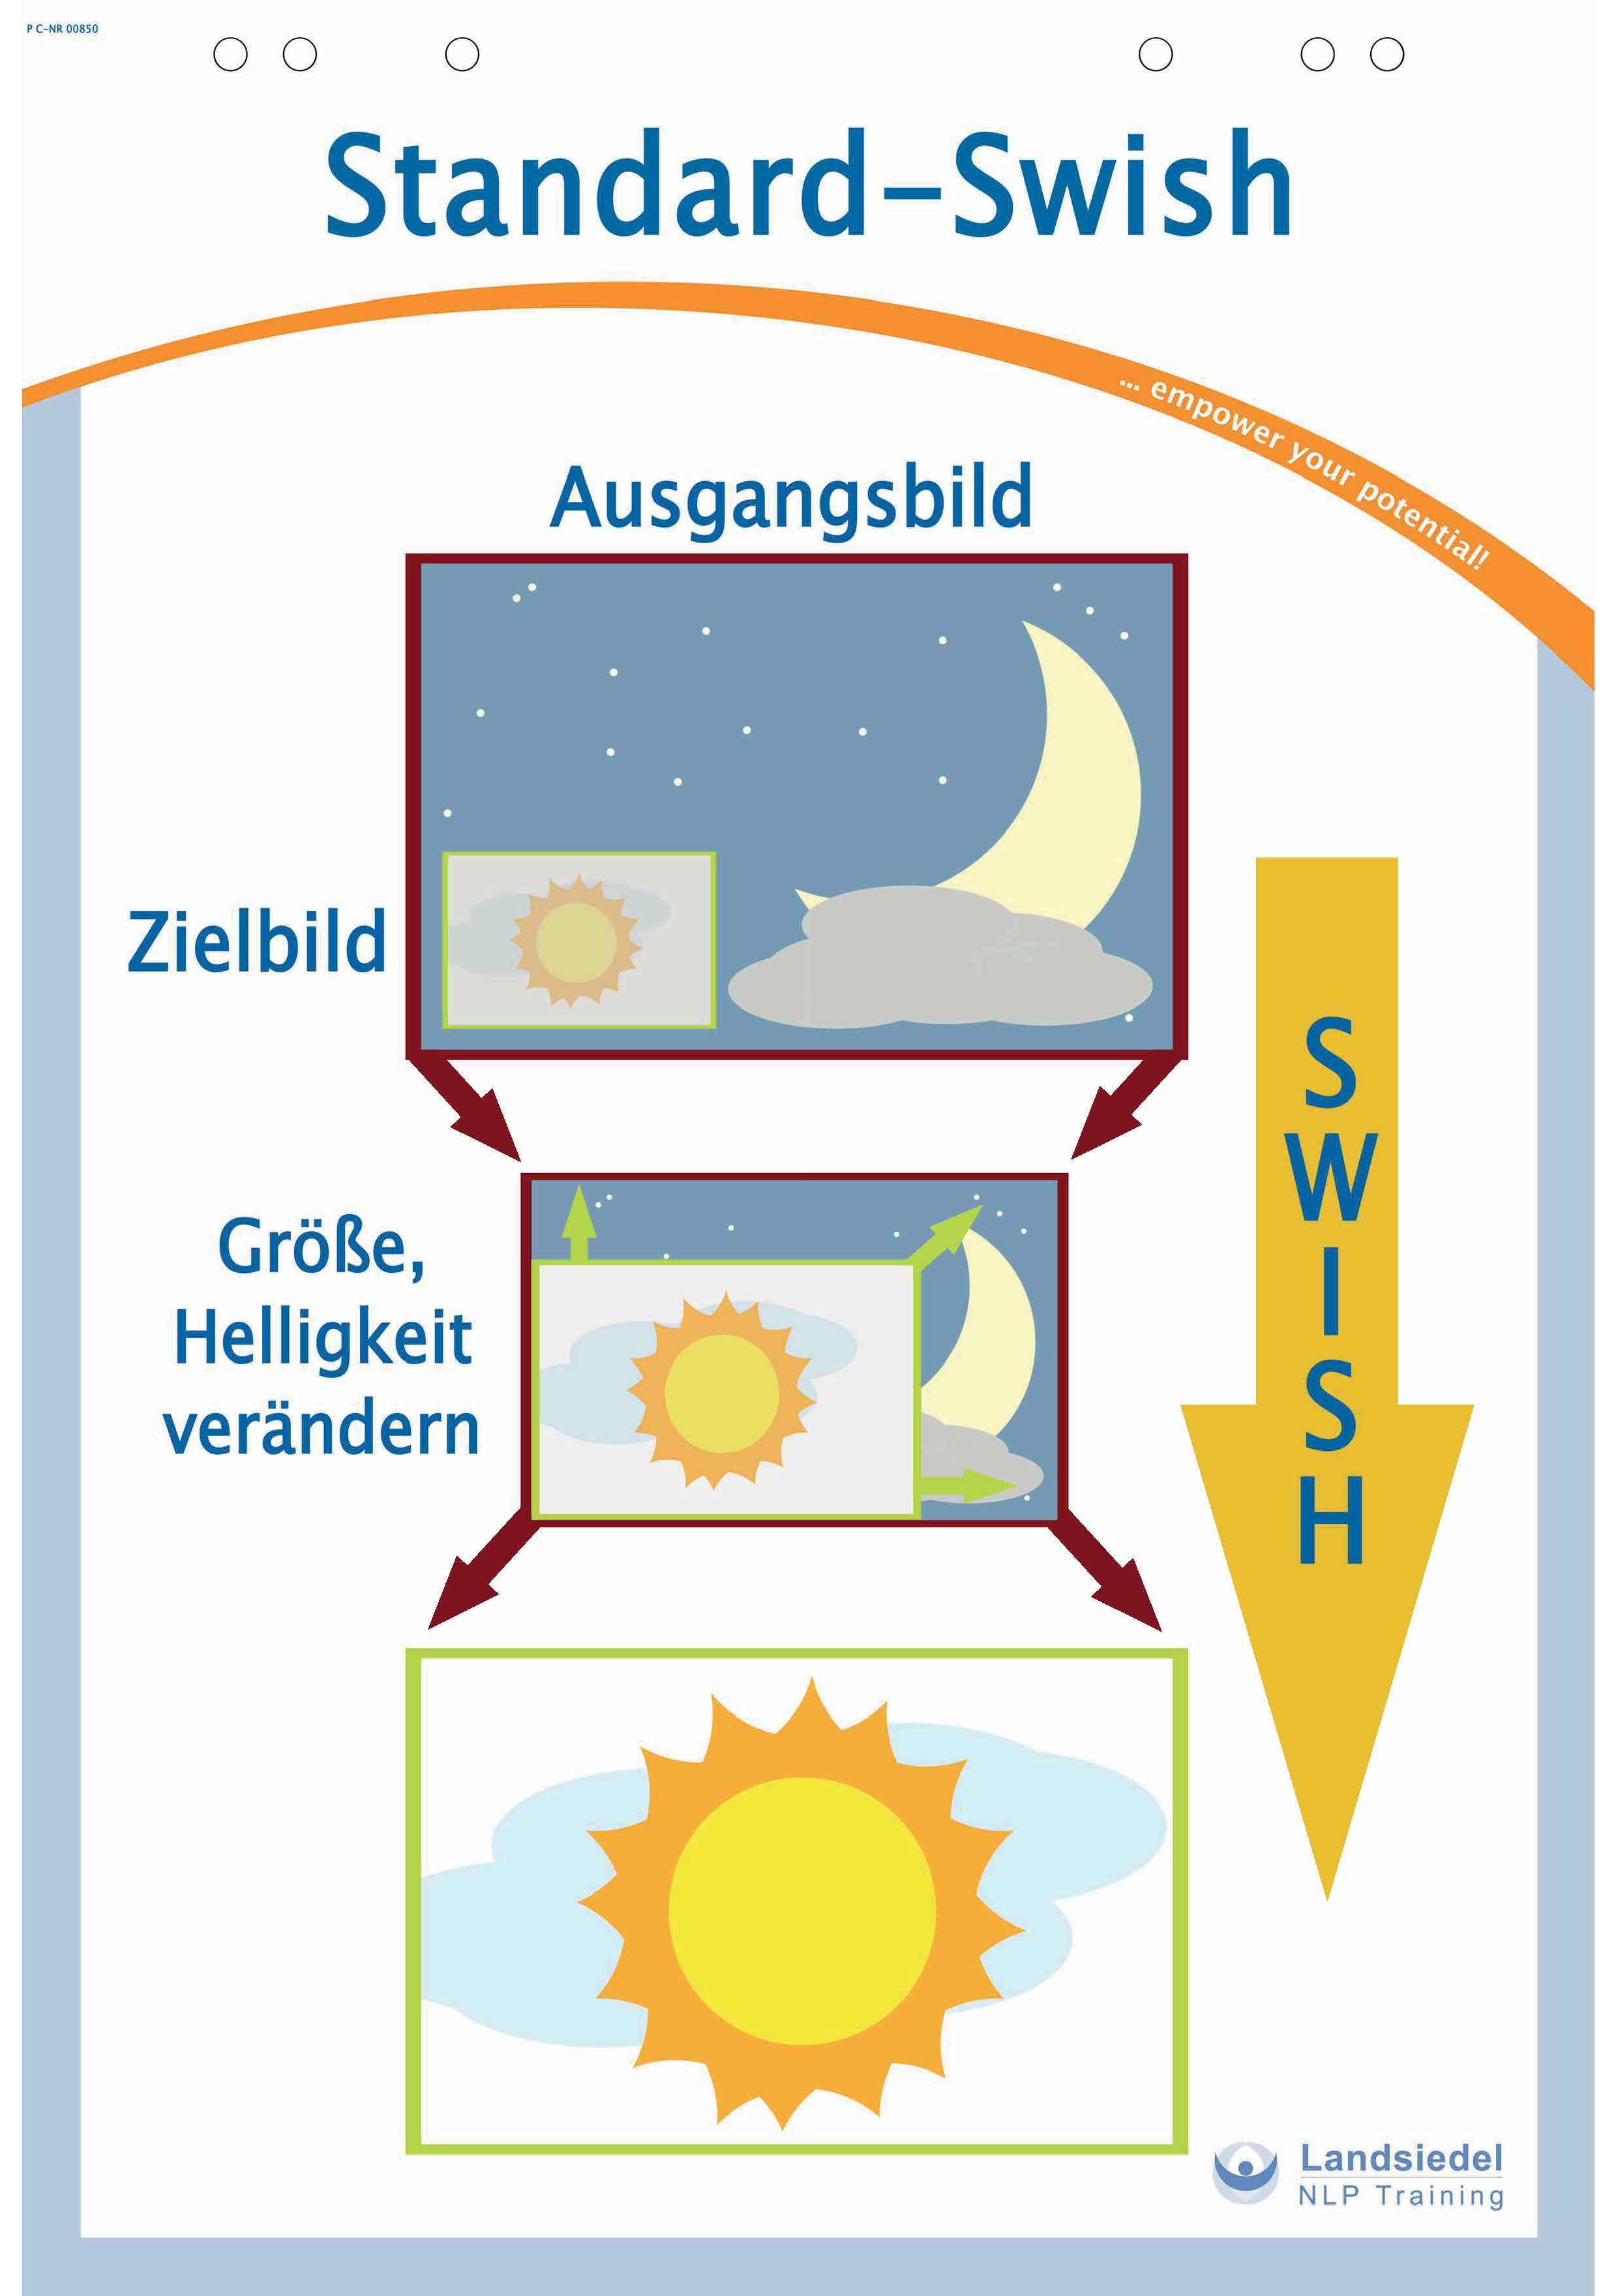 P C-NR 00850
Standard-Swish
... empower your potential!
Ausgangsbild
Zielbild
Größe,
Helligkeit
verändern
SWISH
Landsiedel
NLP Training